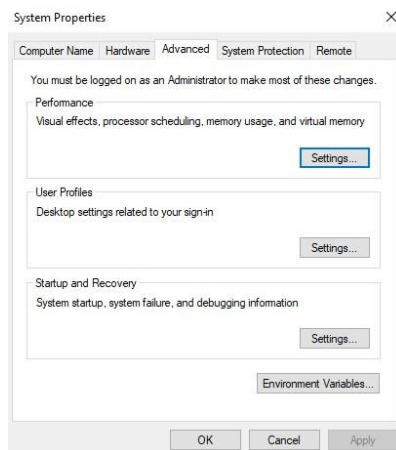 System Properties
Computer Name Hardware Advanced System Protection Remote
You must be logged on as an Administrator to make most of these changes.
Performance
Visual effects, processor scheduling, memory usage, and virtual memory
Settings...
User Profiles
Desktop settings related to your sign-in
Settings...
Startup and Recovery
System startup, system failure, and debugging information
Settings...
Environment Variables...
OK Cancel Apply